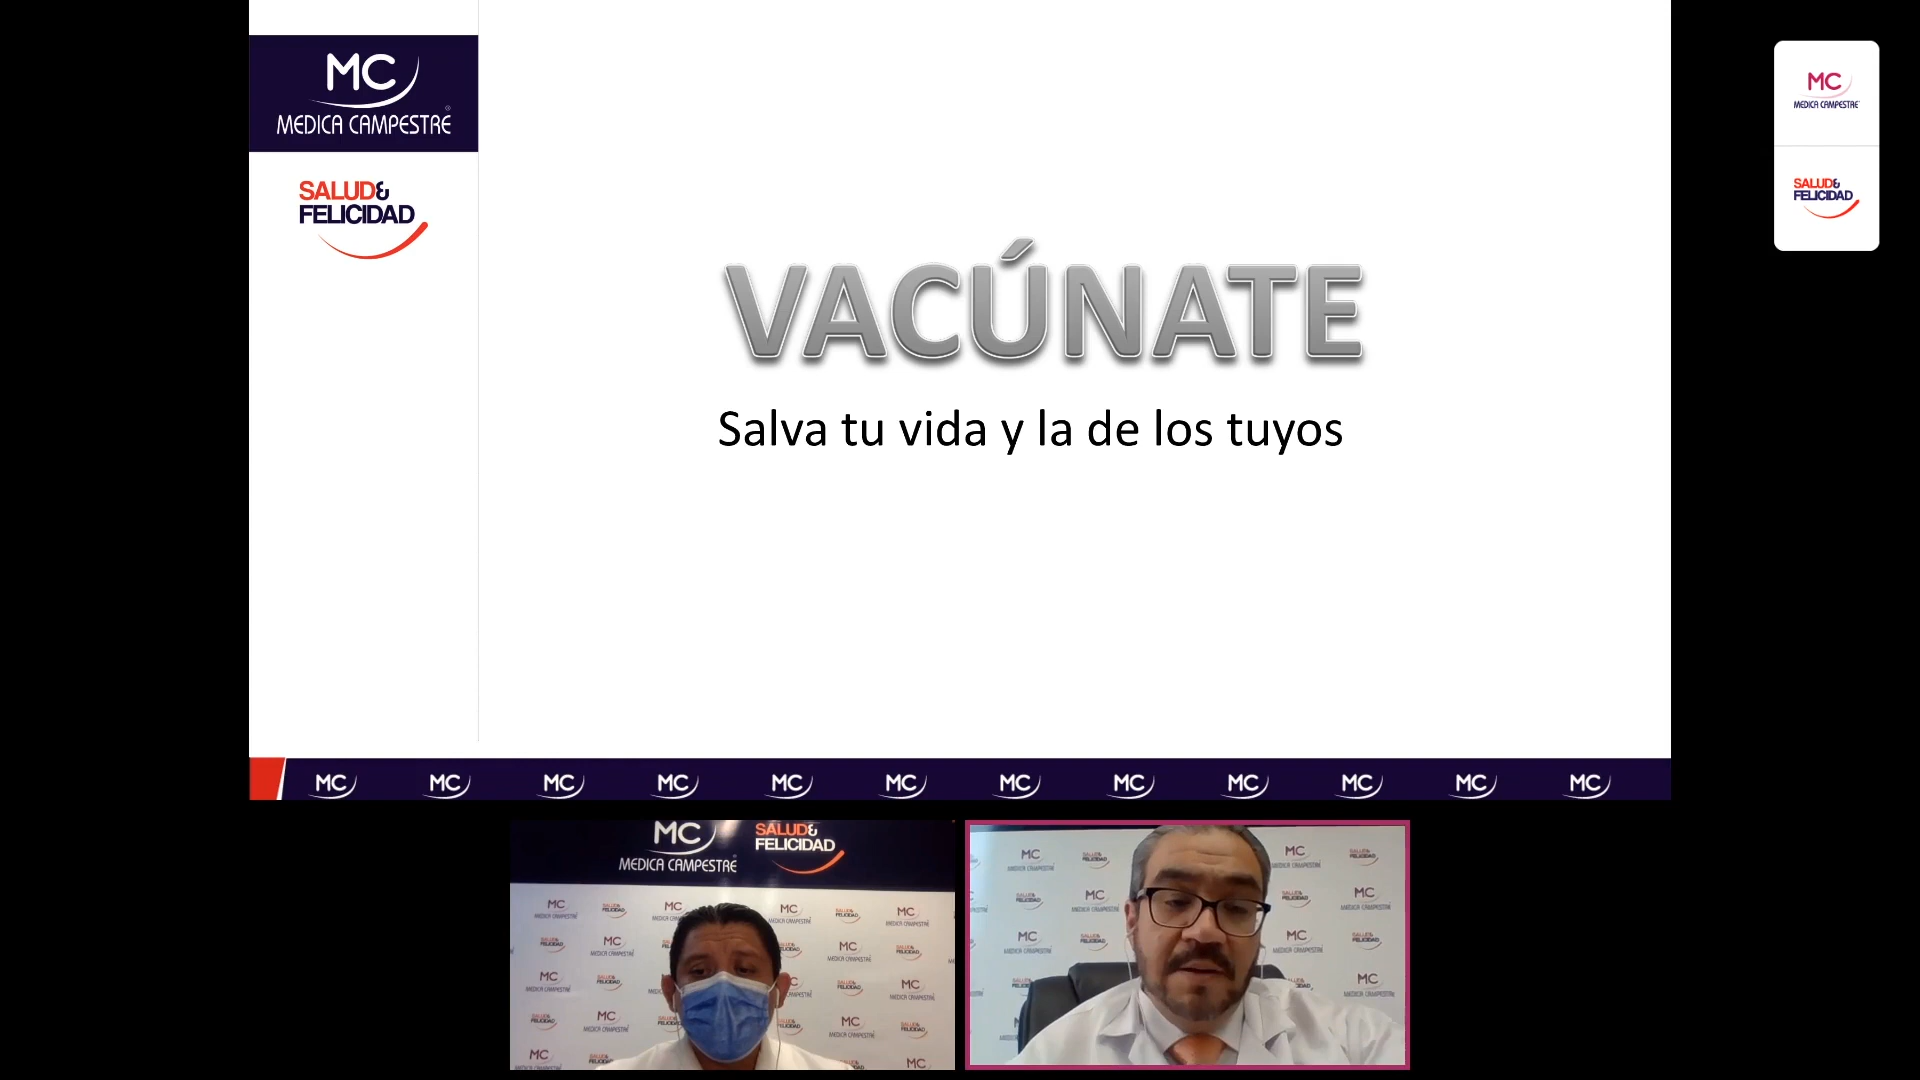 MC
MEDICA CAMPESTRE
SALUD&
FELICIDAD
VACÚNATE
Salva tu vida y la de los tuyos
MC MC MC MC MC MC MC MC MC MC MC MC
MC
MEDICA CAMPESTRE
SALUD&
FELICIDAD
MC
MEDICA CAMPESTRE
SALUD&
FELICIDAD